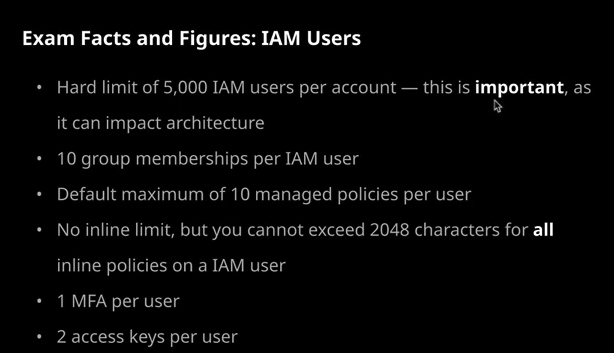 Exam Facts and Figures: IAM Users
• Hard limit of 5,000 IAM users per account — this is important, as
it can impact architecture
• 10 group memberships per IAM user
• Default maximum of 10 managed policies per user
• No inline limit, but you cannot exceed 2048 characters for all
inline policies on a IAM user
• 1 MFA per user
• 2 access keys per user